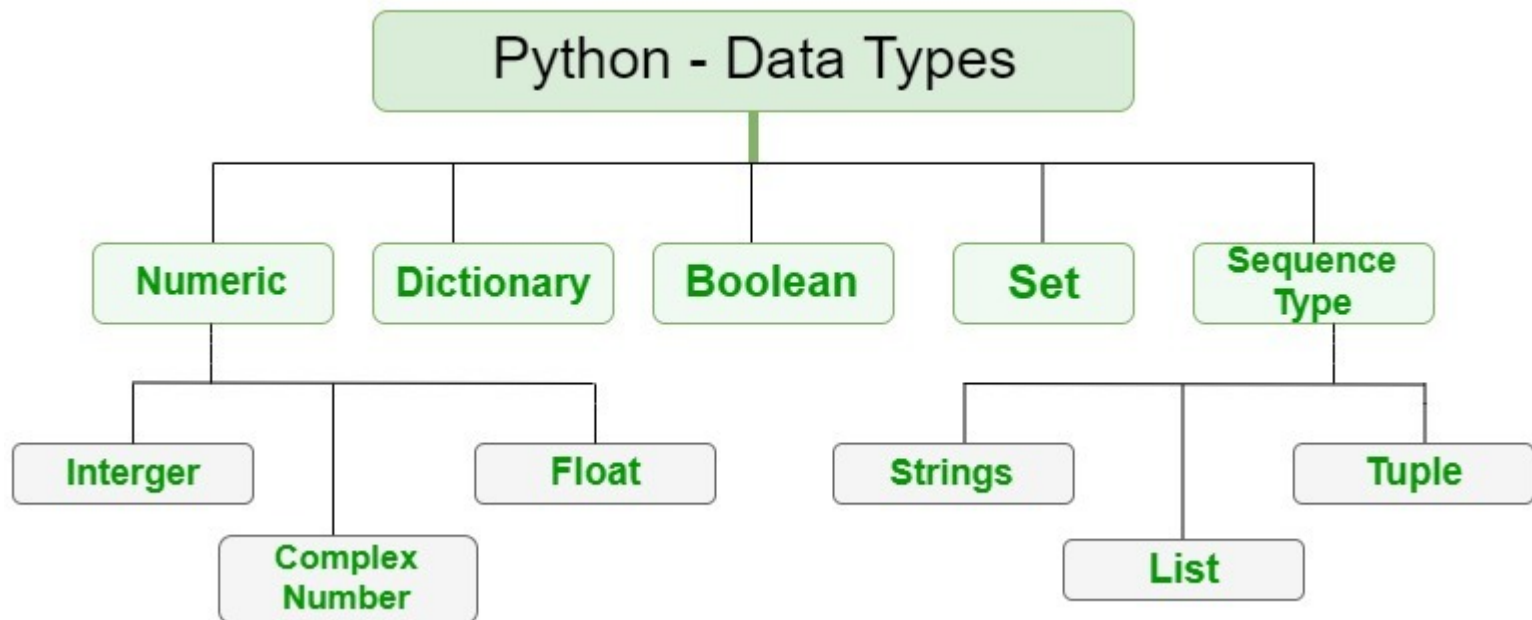 Python - Data Types
Numeric
Dictionary
Boolean
Set
Sequence
Type
Interger
Float
Strings
Tuple
Complex
Number
List